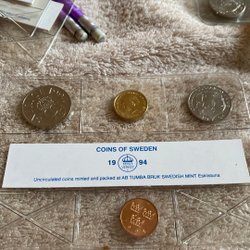 COINS OF SWEDEN
19 94
Uncirculated coins minted and packed at AB TUMBA BRUK SWEDISH MINT Eskilstuna